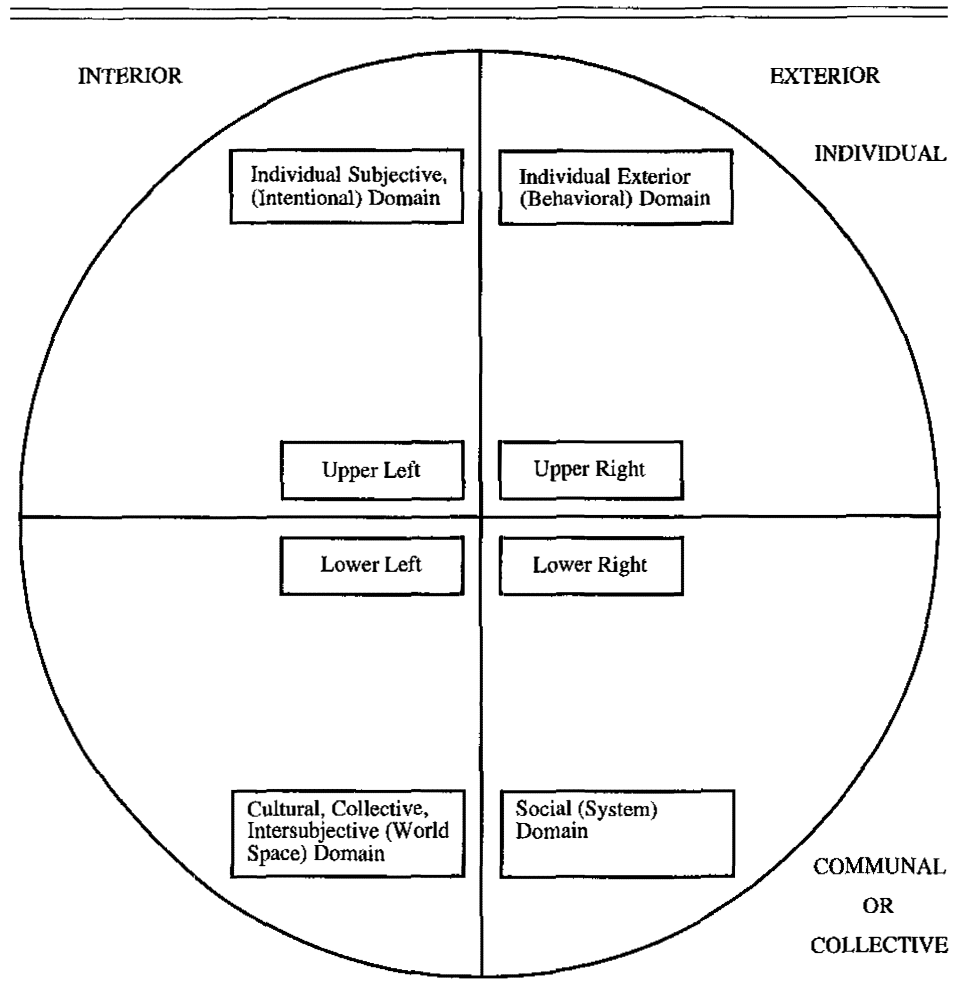 INTERIOR
EXTERIOR
INDIVIDUAL
Individual Subjective,
(Intentional) Domain
Individual Exterior
(Behavioral) Domain
Upper Left
Upper Right
Lower Left
Lower Right
Cultural, Collective,
Intersubjective (World
Space) Domain
Social (System)
Domain
COMMUNAL
OR
COLLECTIVE